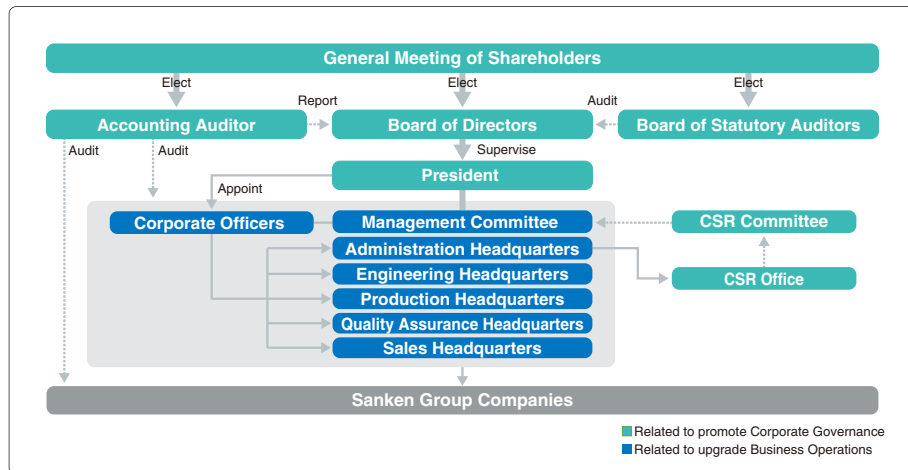 General Meeting of Shareholders
Elect
Elect
Elect
Report
Audit
Accounting Auditor
Board of Directors
Board of Statutory Auditors
Audit
Audit
Supervise
President
Appoint
Corporate Officers
Management Committee
CSR Committee
Administration Headquarters
Engineering Headquarters
CSR Office
Production Headquarters
Quality Assurance Headquarters
Sales Headquarters
Sanken Group Companies
Related to promote Corporate Governance
Related to upgrade Business Operations